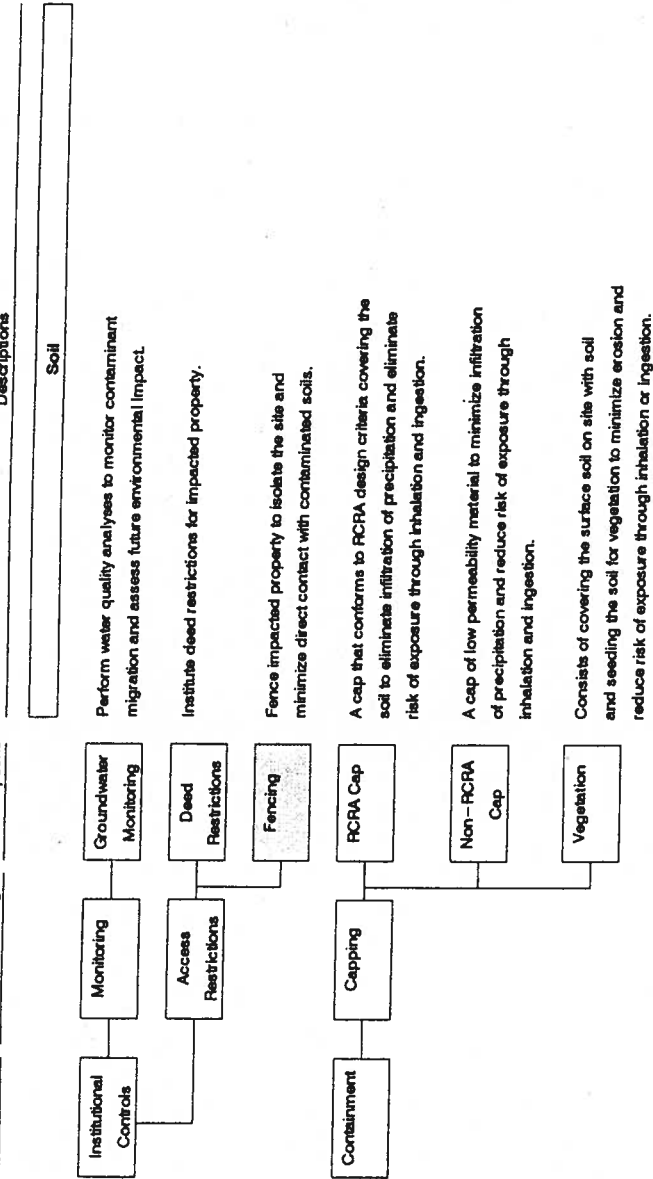 Descriptions
Soil
Institutional
Controls
Monitoring
Groundwater
Monitoring
Perform water quality analyses to monitor contaminant
migration and assess future environmental impact.
Access
Restrictions
Deed
Restrictions
Institute deed restrictions for impacted property.
Fencing
Fence impacted property to isolate the site and
minimize direct contact with contaminated soils.
Containment
Capping
RCRA Cap
A cap that conforms to RCRA design criteria covering the
soil to eliminate infiltration of precipitation and eliminate
risk of exposure through inhalation and ingestion.
Non-RCRA
Cap
A cap of low permeability material to minimize infiltration
of precipitation and reduce risk of exposure through
inhalation and ingestion.
Vegetation
Consists of covering the surface soil on site with soil
and seeding the soil for vegetation to minimize erosion and
reduce risk of exposure through inhalation or ingestion.